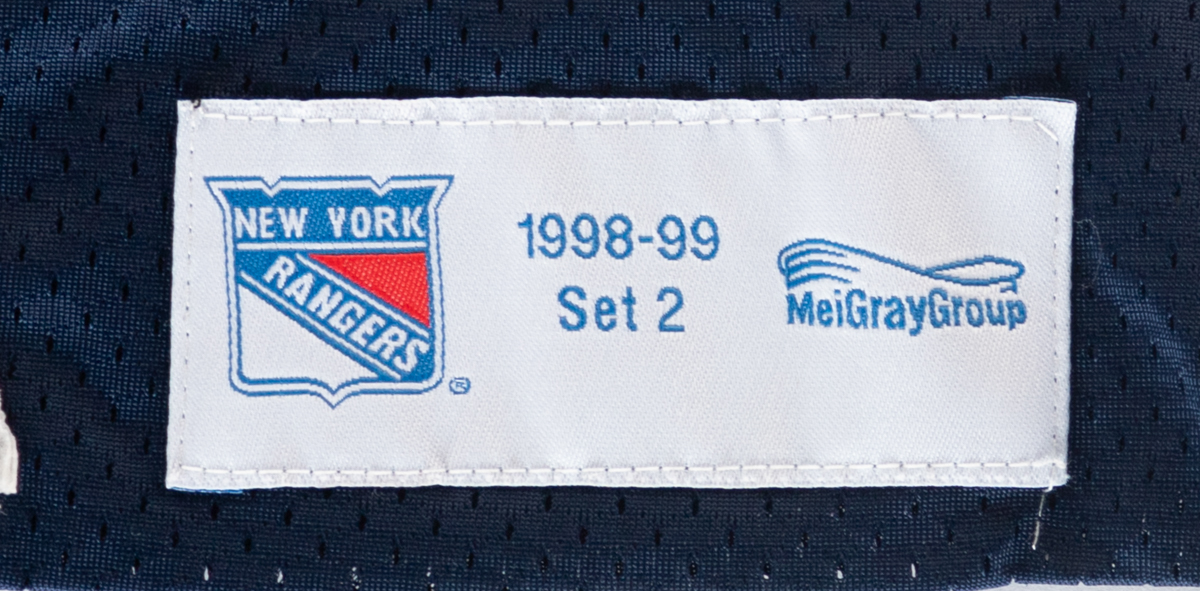 NEW YORK
RANGERS
®
1998-99
Set 2
MeiGrayGroup